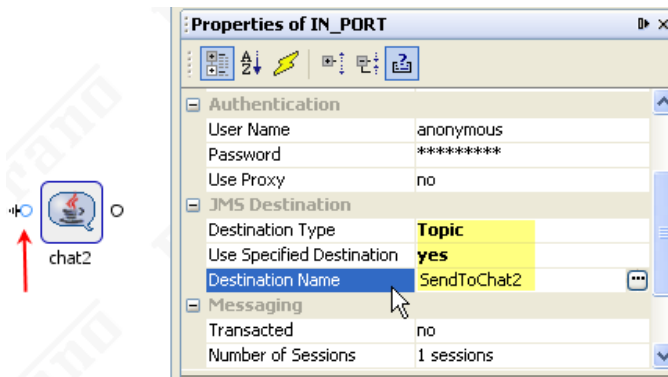 Properties of IN_PORT
Authentication
User Name anonymous
Password *********
Use Proxy no
JMS Destination
Destination Type Topic
Use Specified Destination yes
Destination Name SendToChat2
Messaging
Transacted no
Number of Sessions 1 sessions
chat2